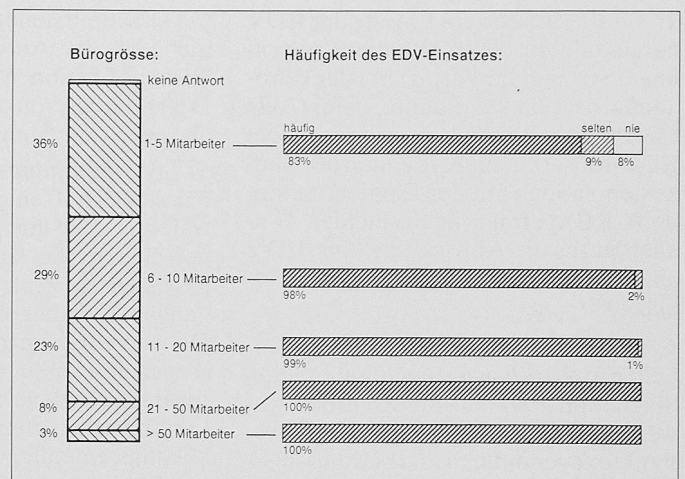 Bürogrösse:
Häufigkeit des EDV-Einsatzes:
keine Antwort
36%
1-5 Mitarbeiter
häufig
selten
nie
83%
9%
8%
29%
6 - 10 Mitarbeiter
98%
2%
23%
11 - 20 Mitarbeiter
99%
1%
8%
21 - 50 Mitarbeiter
100%
3%
> 50 Mitarbeiter
100%